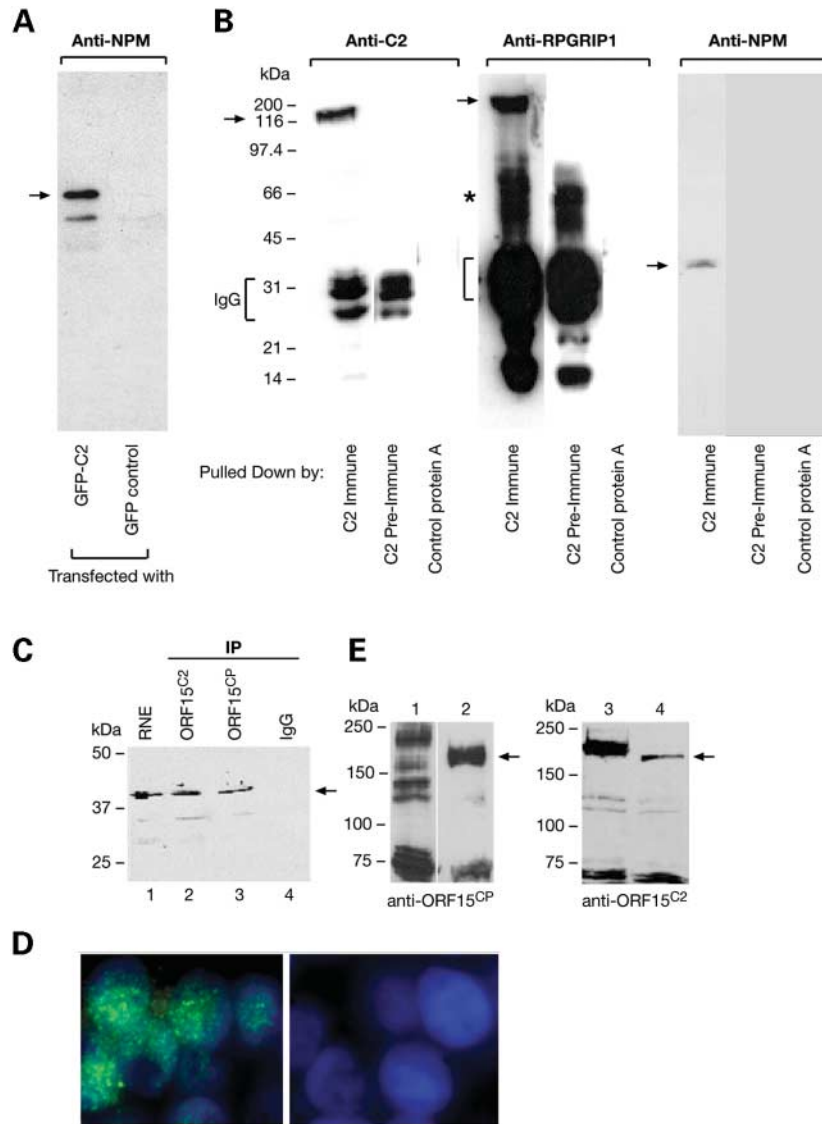 A
Anti-NPM
GFP-C2
GFP control
Transfected with
B
Anti-C2
Anti-RPGRIP1
Anti-NPM
kDa
200
116
97.4
66
45
31
21
14
IgG
*
Pulled Down by:
C2 Immune
C2 Pre-Immune
Control protein A
C2 Immune
C2 Pre-Immune
Control protein A
C2 Immune
C2 Pre-Immune
Control protein A
C
IP
RNE
ORF15C2
ORF15CP
IgG
kDa
50
37
25
1 2 3 4
E
kDa 1 2
250
150
100
75
anti-ORF15CP
kDa 3 4
250
150
100
75
anti-ORF15C2
D